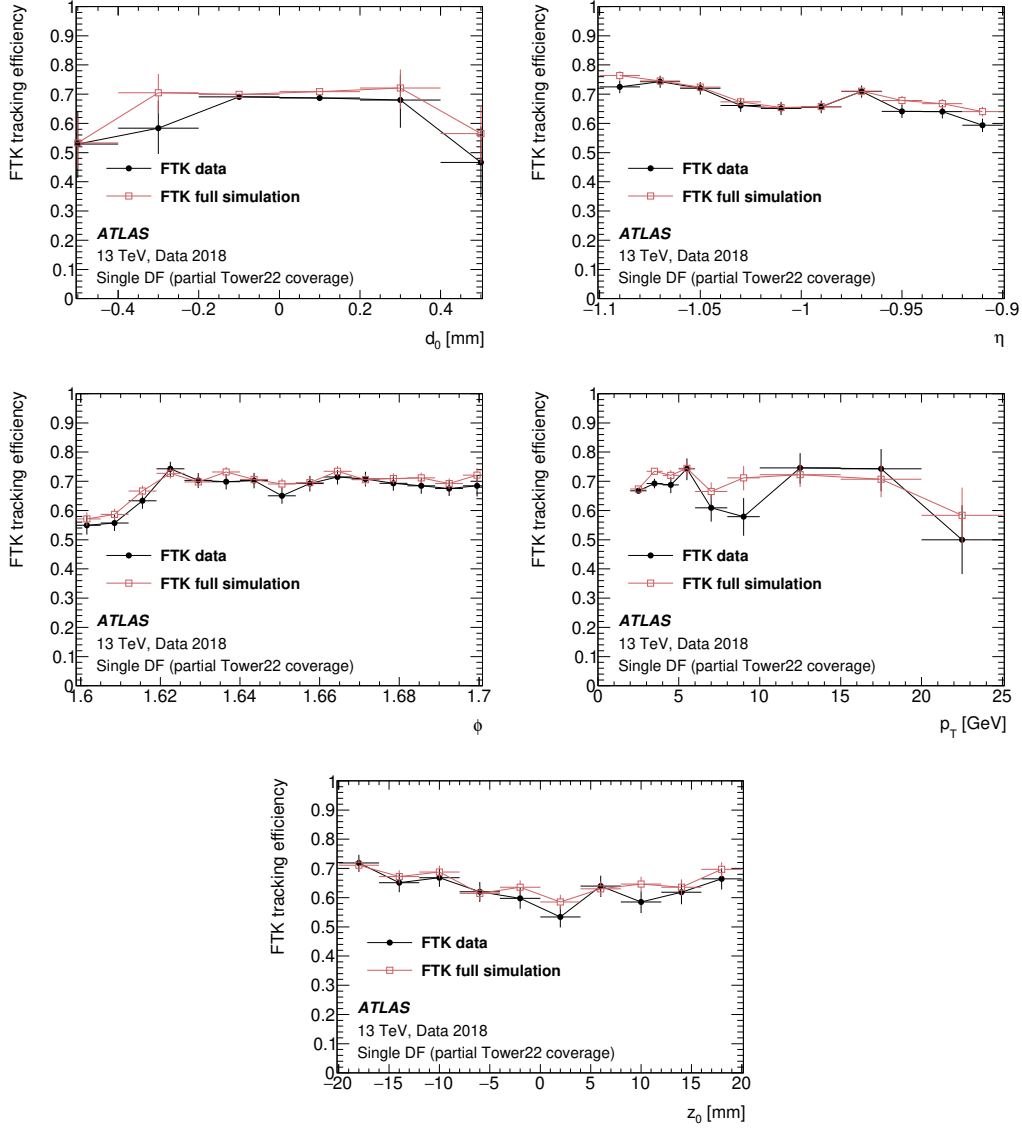 FTK tracking efficiency
1
0.9
0.8
0.7
0.6
0.5
0.4
0.3
0.2
0.1
0
FTK data
FTK full simulation
ATLAS
13 TeV, Data 2018
Single DF (partial Tower22 coverage)
−0.4 −0.2 0 0.2 0.4
d0 [mm]
FTK tracking efficiency
1
0.9
0.8
0.7
0.6
0.5
0.4
0.3
0.2
0.1
0
FTK data
FTK full simulation
ATLAS
13 TeV, Data 2018
Single DF (partial Tower22 coverage)
−1.1 −1.05 −1 −0.95 −0.9
η
FTK tracking efficiency
1
0.9
0.8
0.7
0.6
0.5
0.4
0.3
0.2
0.1
0
FTK data
FTK full simulation
ATLAS
13 TeV, Data 2018
Single DF (partial Tower22 coverage)
1.6 1.62 1.64 1.66 1.68 1.7
ϕ
FTK tracking efficiency
1
0.9
0.8
0.7
0.6
0.5
0.4
0.3
0.2
0.1
0
FTK data
FTK full simulation
ATLAS
13 TeV, Data 2018
Single DF (partial Tower22 coverage)
0 5 10 15 20 25
pT [GeV]
FTK tracking efficiency
1
0.9
0.8
0.7
0.6
0.5
0.4
0.3
0.2
0.1
0
FTK data
FTK full simulation
ATLAS
13 TeV, Data 2018
Single DF (partial Tower22 coverage)
−20 −15 −10 −5 0 5 10 15 20
z0 [mm]